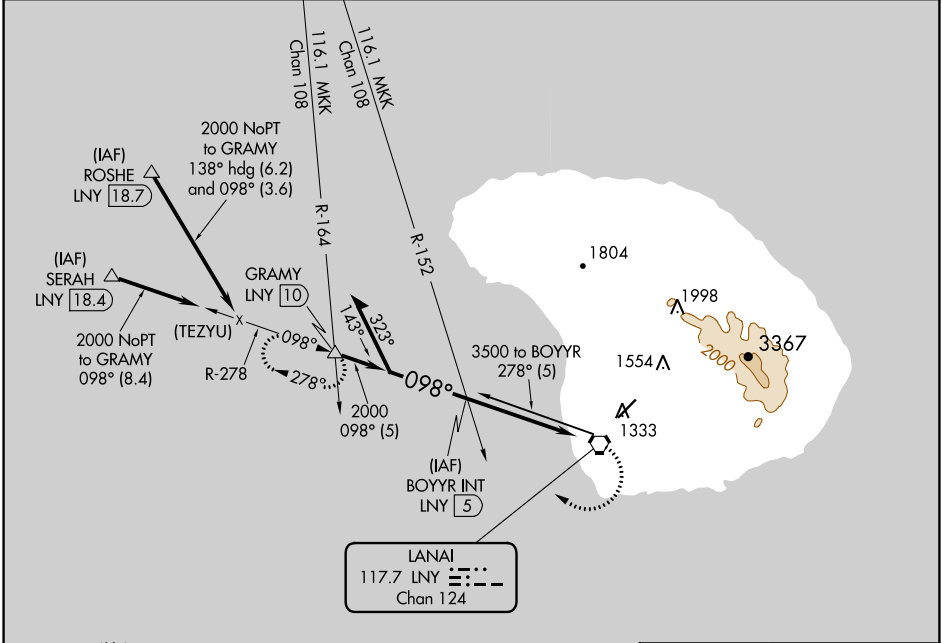 116.1 MKK
Chan 108
116.1 MKK
Chan 108
2000 NoPT
to GRAMY
138° hdg (6.2)
and 098° (3.6)
(IAF)
ROSHE
LNY 18.7
R-164
R-152
1804
(IAF)
SERAH
LNY 18.4
GRAMY
LNY 10
1998
(TEZYU)
098°
143°
323°
2000 NoPT
to GRAMY
098° (8.4)
R-278
278°
3500 to BOYYR
278° (5)
1554
2000
3367
098°
2000
098° (5)
1333
(IAF)
BOYYR INT
LNY 5
LANAI
117.7 LNY
Chan 124